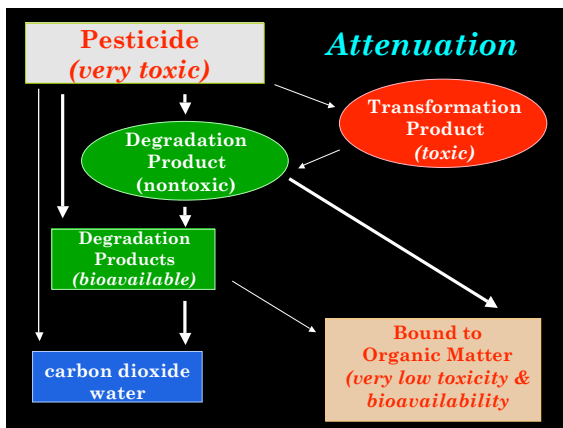 Pesticide
(very toxic)
Attenuation
Transformation
Product
(toxic)
Degradation
Product
(nontoxic)
Degradation
Products
(bioavailable)
Bound to
Organic Matter
(very low toxicity &
bioavailability
carbon dioxide
water